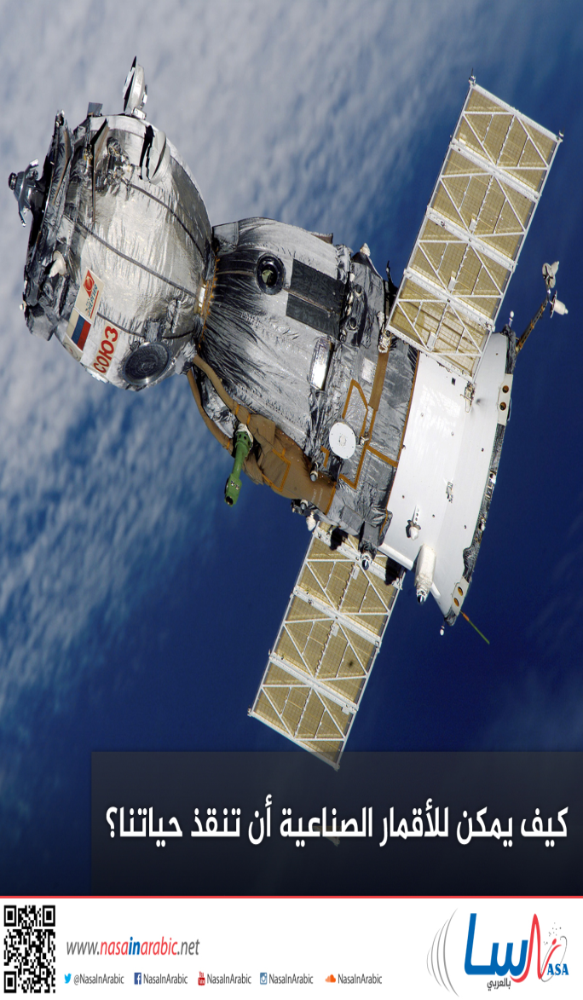 СОЮЗ
كيف يمكن للأقمار الصناعية أن تنقذ حياتنا؟
www.nasainarabic.net
@NasaInArabic NasaInArabic NasaInArabic NasaInArabic NasaInArabic
ناسا NASA
بالعربي